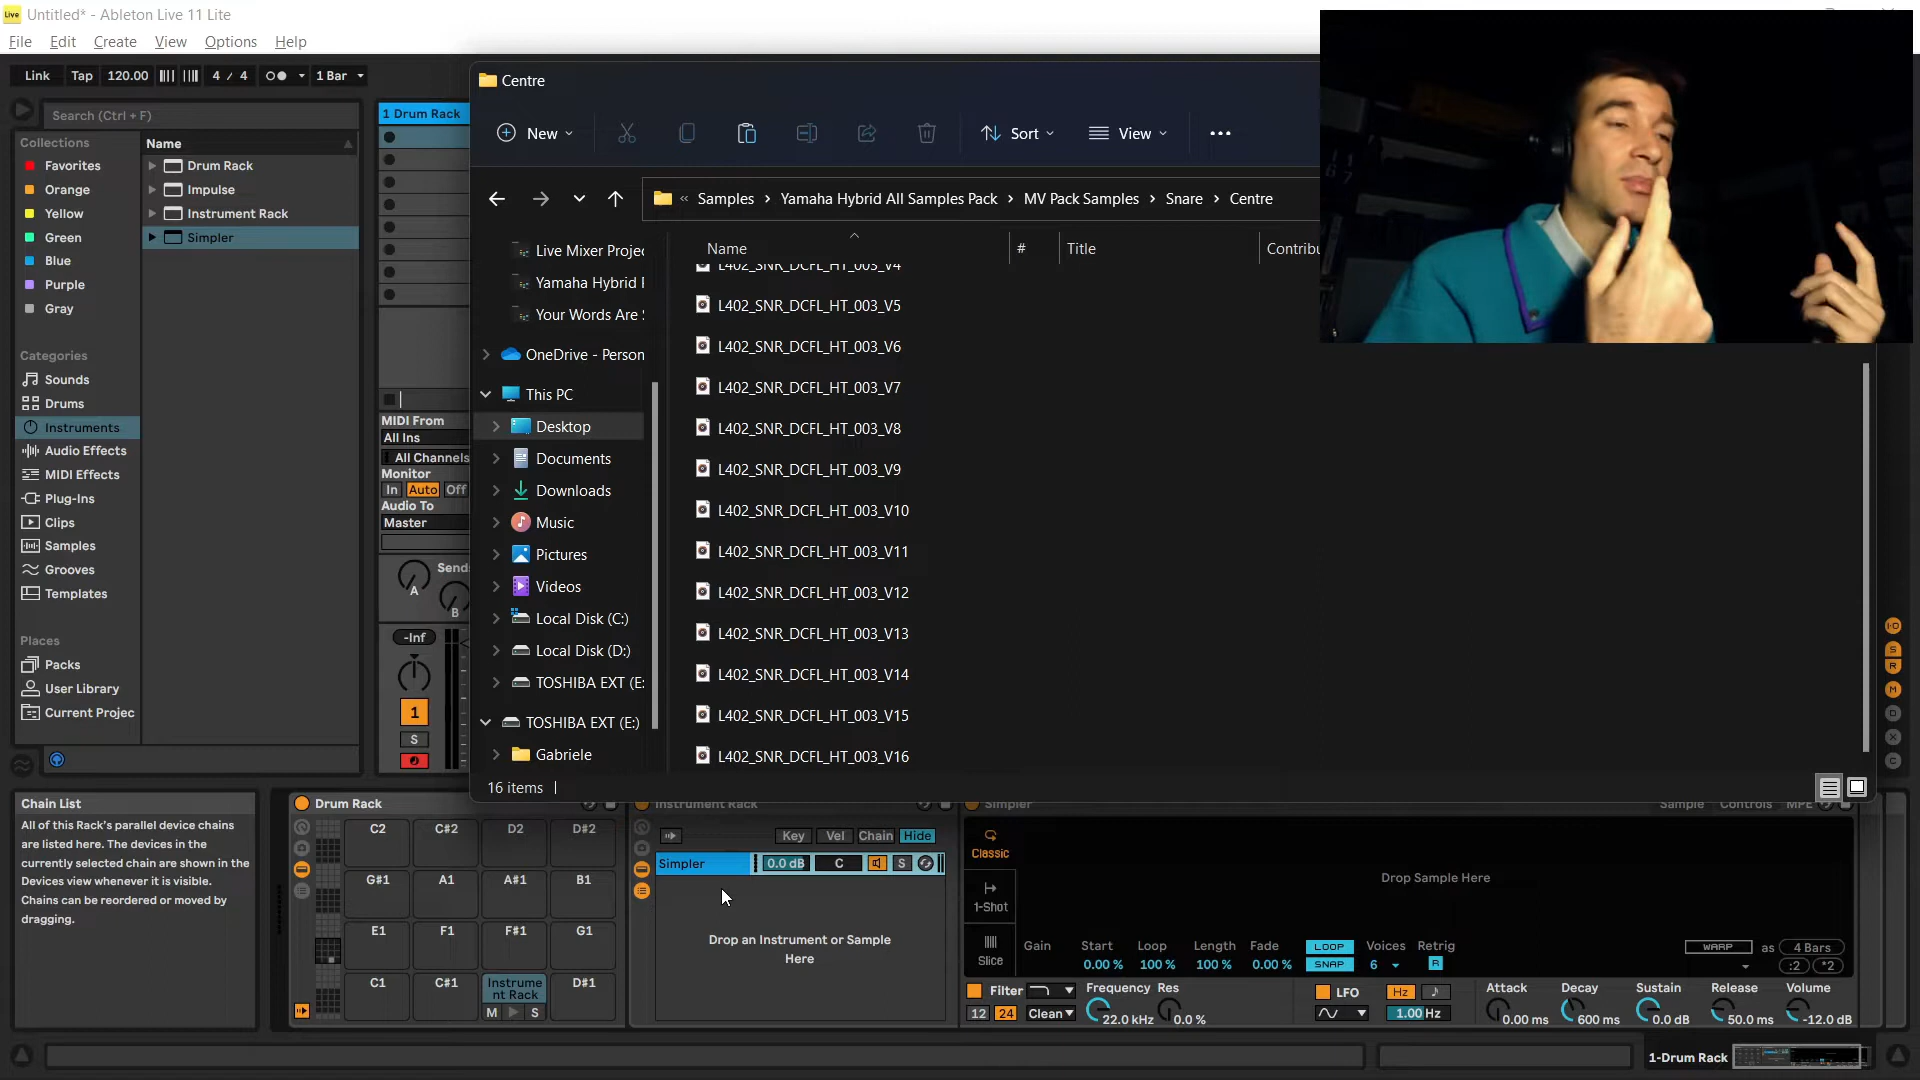 Live
Untitled* - Ableton Live 11 Lite
File Edit Create View Options Help
Link Tap 120.00 4 / 4 1 Bar
Search (Ctrl + F)
Collections
Favorites
Orange
Yellow
Green
Blue
Purple
Gray
Categories
Sounds
Drums
Instruments
Audio Effects
MIDI Effects
Plug-Ins
Clips
Samples
Grooves
Templates
Places
Packs
User Library
Current Projec
Name
Drum Rack
Impulse
Instrument Rack
Simpler
1 Drum Rack
MIDI From
All Ins
All Channels
Monitor
In Auto Off
Audio To
Master
Sends
A
B
-Inf
1
S
Centre
New Sort View
« Samples > Yamaha Hybrid All Samples Pack > MV Pack Samples > Snare > Centre
Live Mixer Projec
Yamaha Hybrid
Your Words Are
OneDrive - Person
This PC
Desktop
Documents
Downloads
Music
Pictures
Videos
Local Disk (C:)
Local Disk (D:)
TOSHIBA EXT (E:
TOSHIBA EXT (E:)
Gabriele
Name # Title Contribu
L402_SNR_DCFL_HT_003_V4
L402_SNR_DCFL_HT_003_V5
L402_SNR_DCFL_HT_003_V6
L402_SNR_DCFL_HT_003_V7
L402_SNR_DCFL_HT_003_V8
L402_SNR_DCFL_HT_003_V9
L402_SNR_DCFL_HT_003_V10
L402_SNR_DCFL_HT_003_V11
L402_SNR_DCFL_HT_003_V12
L402_SNR_DCFL_HT_003_V13
L402_SNR_DCFL_HT_003_V14
L402_SNR_DCFL_HT_003_V15
L402_SNR_DCFL_HT_003_V16
16 items
I·O
S
R
M
D
X
C
Chain List
All of this Rack's parallel device chains
are listed here. The devices in the
currently selected chain are shown in the
Devices view whenever it is visible.
Chains can be reordered or moved by
dragging.
Drum Rack
C2 C#2 D2 D#2
G#1 A1 A#1 B1
E1 F1 F#1 G1
C1 C#1 Instrume D#1
nt Rack
M S
Instrument Rack
Key Vel Chain Hide
Simpler 0.0 dB C S
Drop an Instrument or Sample
Here
Simpler Sample Controls MPE
Classic
1-Shot
Slice
Drop Sample Here
Gain Start Loop Length Fade LOOP Voices Retrig WARP as 4 Bars
0.00 % 100 % 100 % 0.00 % SNAP 6 R :2 *2
Filter Frequency Res LFO Hz Attack Decay Sustain Release Volume
12 24 Clean 22.0 kHz 0.0 % 1.00 Hz 0.00 ms 600 ms 0.0 dB 50.0 ms -12.0 dB
1-Drum Rack